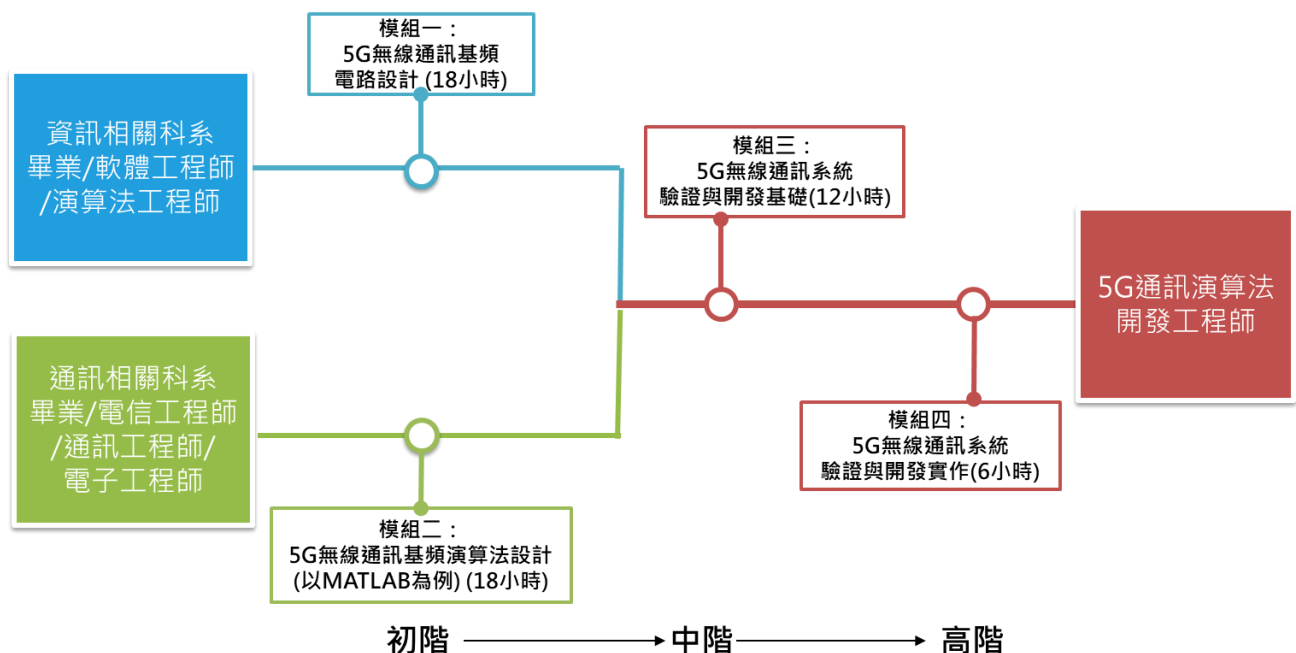 模組一：
5G無線通訊基頻
電路設計 (18小時)
資訊相關科系
畢業/軟體工程師
/演算法工程師
模組三：
5G無線通訊系統
驗證與開發基礎(12小時)
5G通訊演算法
開發工程師
通訊相關科系
畢業/電信工程師
/通訊工程師/
電子工程師
模組四：
5G無線通訊系統
驗證與開發實作(6小時)
模組二：
5G無線通訊基頻演算法設計
(以MATLAB為例) (18小時)
初階 中階 高階